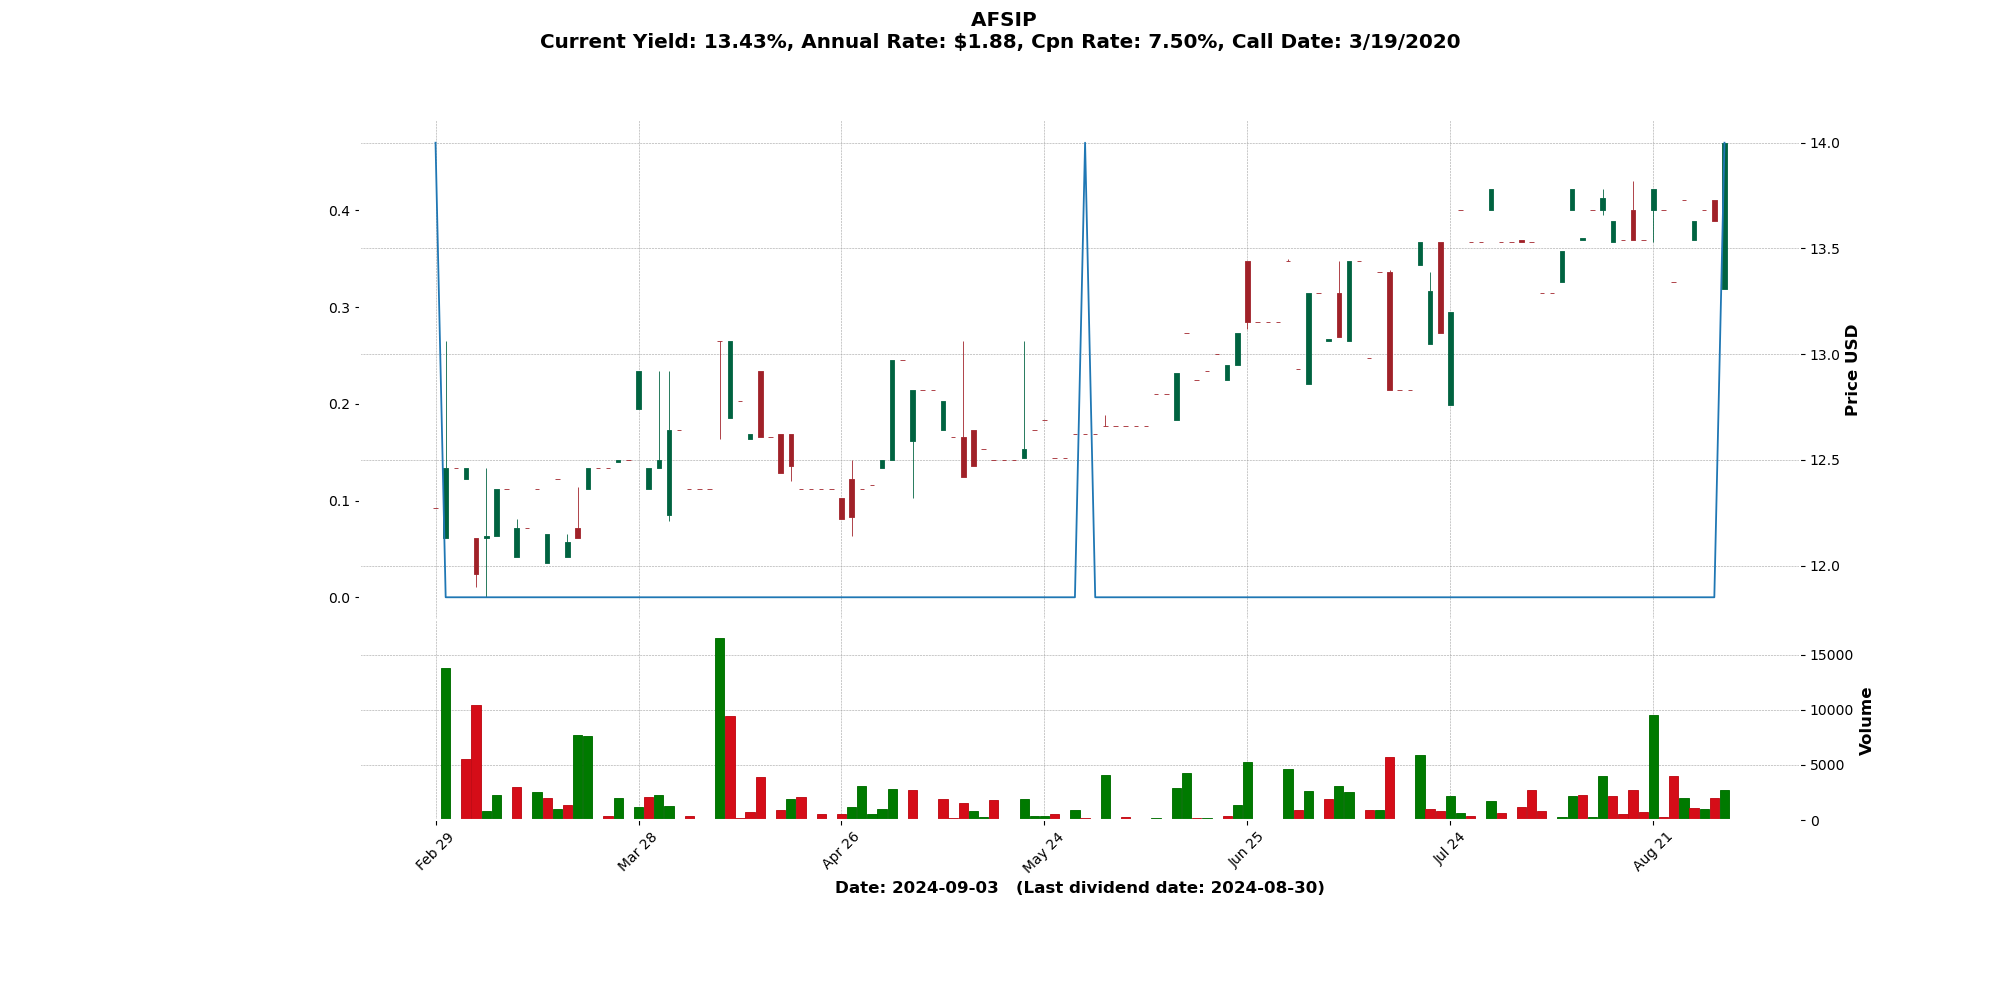 AFSIP
Current Yield: 13.43%, Annual Rate: $1.88, Cpn Rate: 7.50%, Call Date: 3/19/2020
14.0
0.4
13.5
0.3
13.0
Price USD
0.2
12.5
0.1
12.0
0.0
15000
10000
Volume
5000
0
Feb 29
Mar 28
Apr 26
May 24
Jun 25
Jul 24
Aug 21
Date: 2024-09-03   (Last dividend date: 2024-08-30)